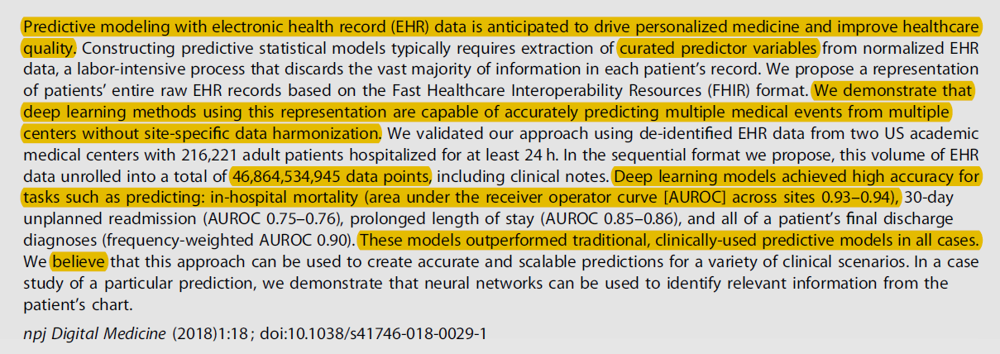 Predictive modeling with electronic health record (EHR) data is anticipated to drive personalized medicine and improve healthcare
quality. Constructing predictive statistical models typically requires extraction of curated predictor variables from normalized EHR
data, a labor-intensive process that discards the vast majority of information in each patient's record. We propose a representation
of patients' entire raw EHR records based on the Fast Healthcare Interoperability Resources (FHIR) format. We demonstrate that
deep learning methods using this representation are capable of accurately predicting multiple medical events from multiple
centers without site-specific data harmonization. We validated our approach using de-identified EHR data from two US academic
medical centers with 216,221 adult patients hospitalized for at least 24 h. In the sequential format we propose, this volume of EHR
data unrolled into a total of 46,864,534,945 data points, including clinical notes. Deep learning models achieved high accuracy for
tasks such as predicting: in-hospital mortality (area under the receiver operator curve [AUROC] across sites 0.93–0.94), 30-day
unplanned readmission (AUROC 0.75–0.76), prolonged length of stay (AUROC 0.85–0.86), and all of a patient's final discharge
diagnoses (frequency-weighted AUROC 0.90). These models outperformed traditional, clinically-used predictive models in all cases.
We believe that this approach can be used to create accurate and scalable predictions for a variety of clinical scenarios. In a case
study of a particular prediction, we demonstrate that neural networks can be used to identify relevant information from the
patient's chart.
npj Digital Medicine (2018)1:18 ; doi:10.1038/s41746-018-0029-1